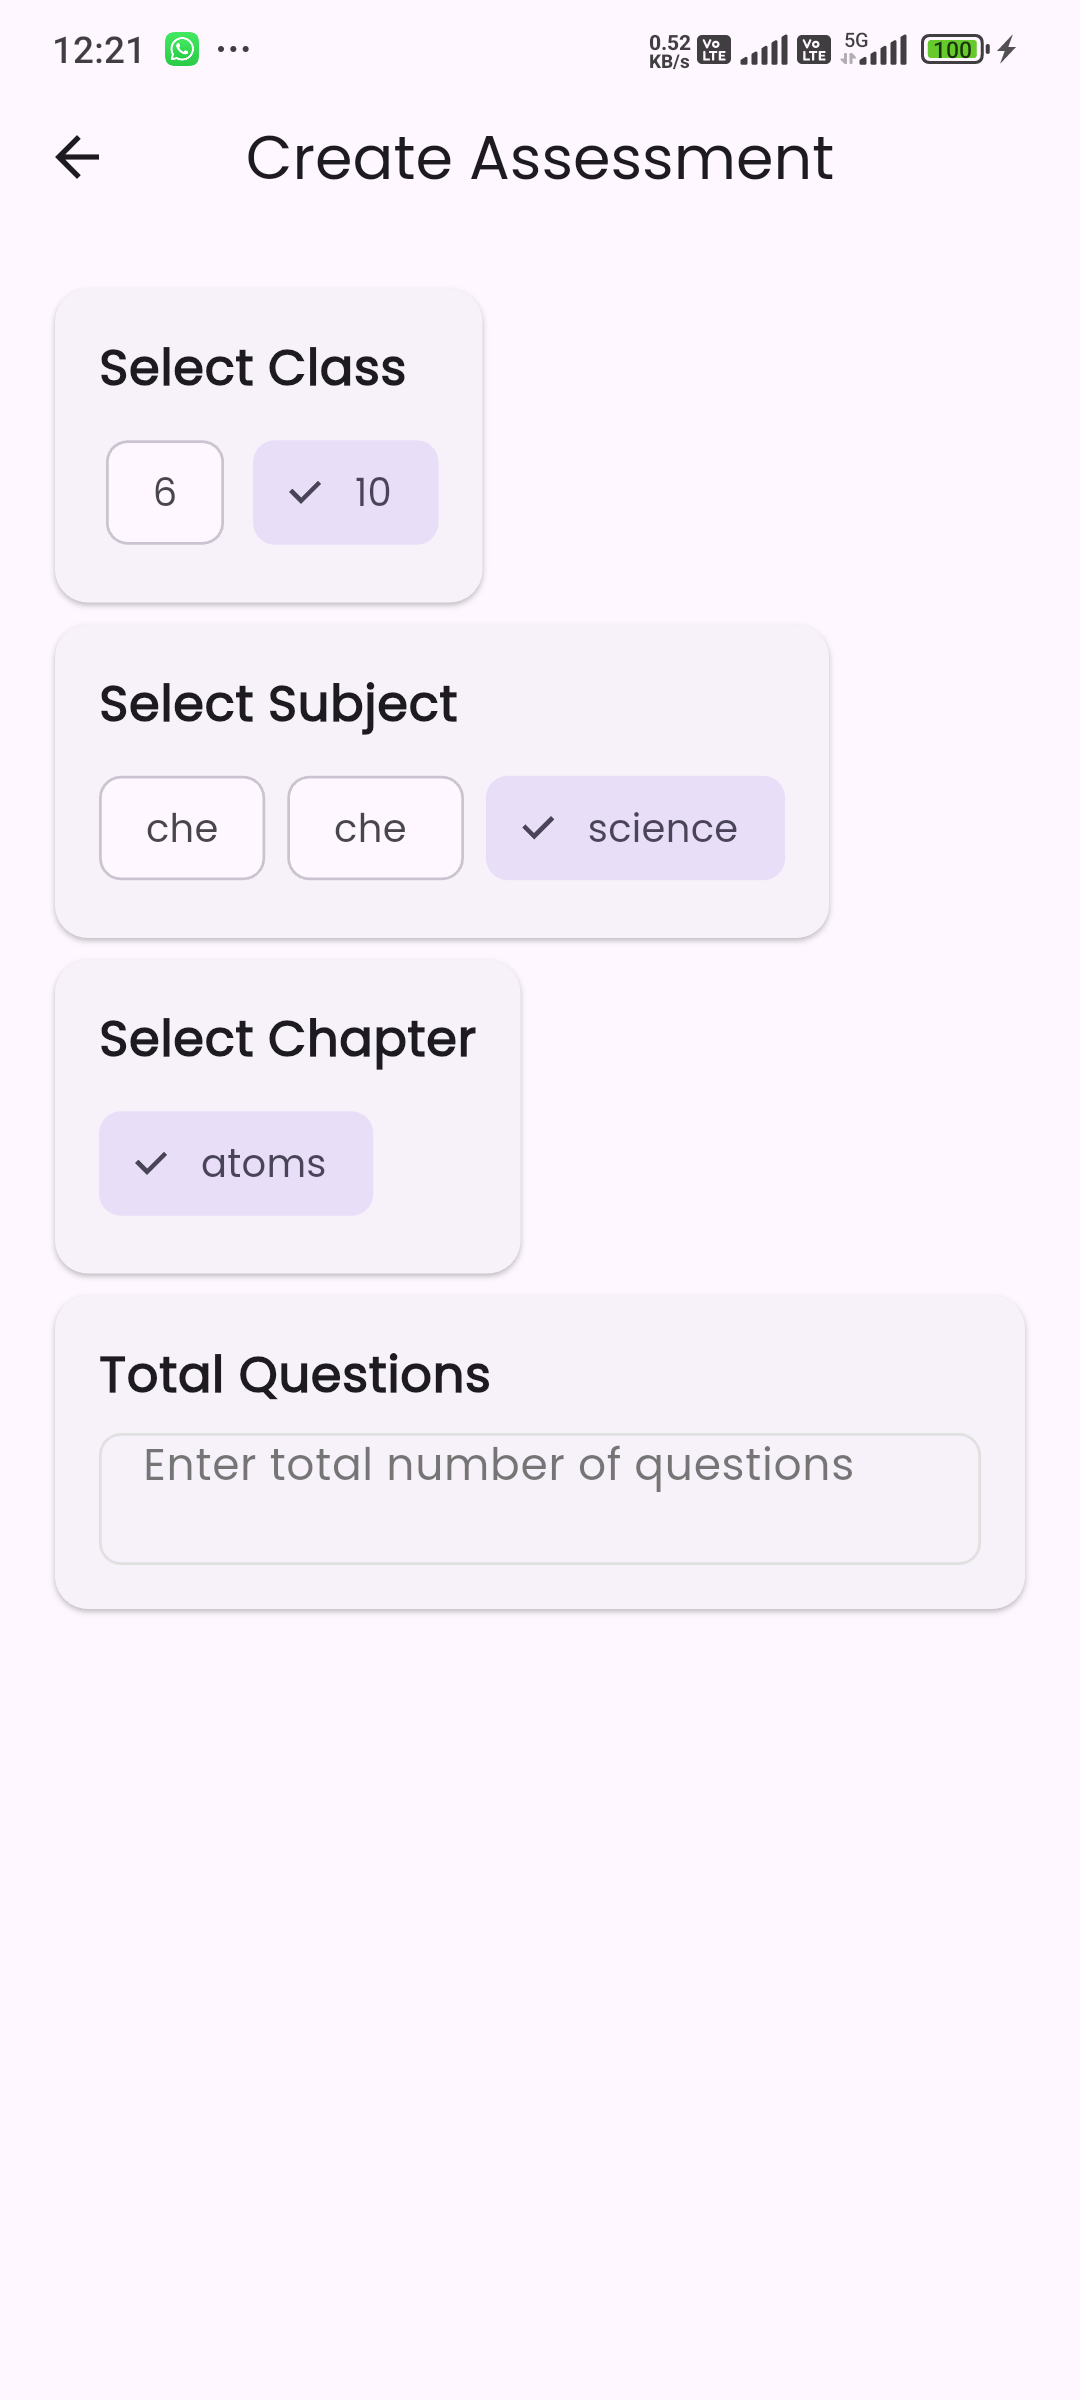 12:21 ... 0.52 KB/s Vo LTE Vo LTE 5G 100
Create Assessment
Select Class
6 10
Select Subject
che che science
Select Chapter
atoms
Total Questions
Enter total number of questions